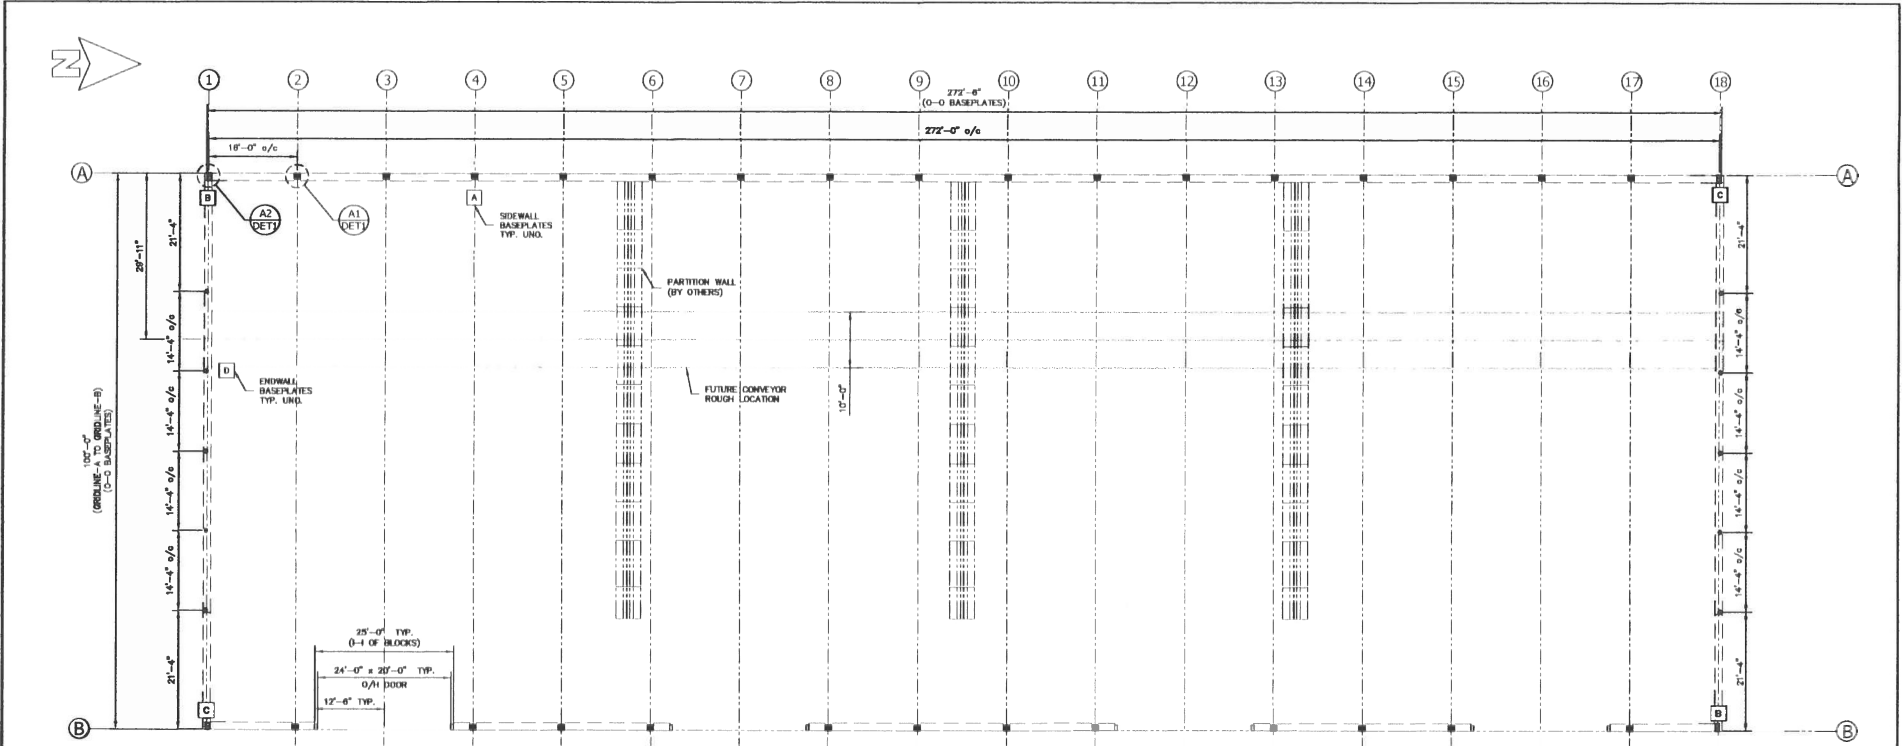 N
1 2 3 4 5 6 7 8 9 10 11 12 13 14 15 16 17 18
272'-6"
(O-O BASEPLATES)
272'-0" o/c
16'-0" o/c
A
A
B
A2
DET1
A1
DET1
A
SIDEWALL
BASEPLATES
TYP. UNO.
C
21'-4"
29'-11"
21'-4"
PARTITION WALL
(BY OTHERS)
14'-4" o/c
14'-4" o/c
D
ENDWALL
BASEPLATES
TYP. UNO.
FUTURE CONVEYOR
ROUGH LOCATION
10'-0"
100'-0"
(GRIDLINE-A TO GRIDLINE-B)
(O-O BASEPLATES)
14'-4" o/c
14'-4" o/c
14'-4" o/c
14'-4" o/c
14'-4" o/c
14'-4" o/c
25'-0" TYP.
(I-I OF BLOCKS)
24'-0" x 20'-0" TYP.
O/H DOOR
12'-6" TYP.
21'-4"
21'-4"
C
B
B
B